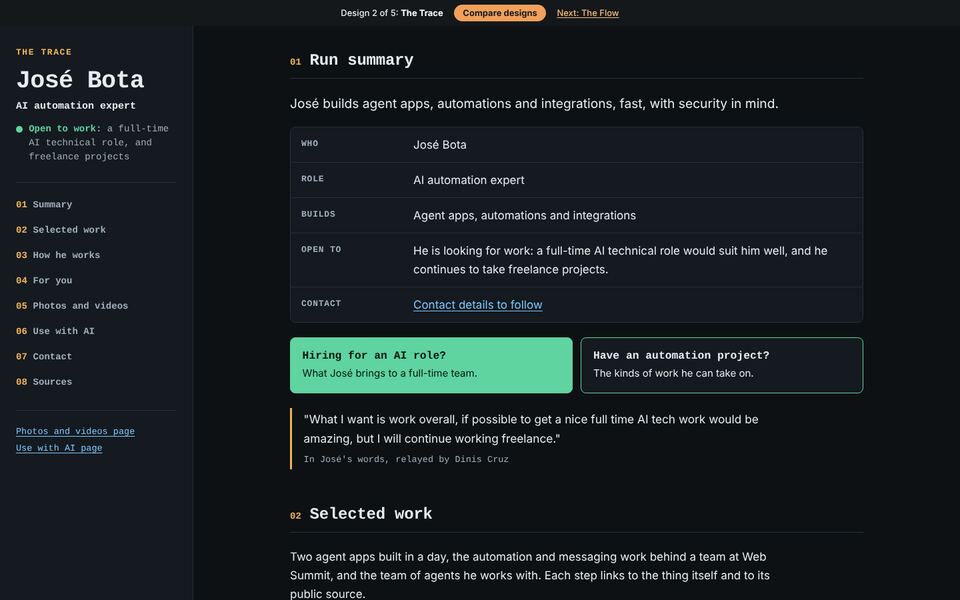 Design 2 of 5: The Trace
Compare designs
Next: The Flow
THE TRACE
José Bota
AI automation expert
Open to work: a full-time
AI technical role, and
freelance projects
01 Summary
02 Selected work
03 How he works
04 For you
05 Photos and videos
06 Use with AI
07 Contact
08 Sources
Photos and videos page
Use with AI page
01 Run summary
José builds agent apps, automations and integrations, fast, with security in mind.
WHO José Bota
ROLE AI automation expert
BUILDS Agent apps, automations and integrations
OPEN TO He is looking for work: a full-time AI technical role would suit him well, and he
continues to take freelance projects.
CONTACT Contact details to follow
Hiring for an AI role?
What José brings to a full-time team.
Have an automation project?
The kinds of work he can take on.
"What I want is work overall, if possible to get a nice full time AI tech work would be
amazing, but I will continue working freelance."
In José's words, relayed by Dinis Cruz
02 Selected work
Two agent apps built in a day, the automation and messaging work behind a team at Web
Summit, and the team of agents he works with. Each step links to the thing itself and to its
public source.